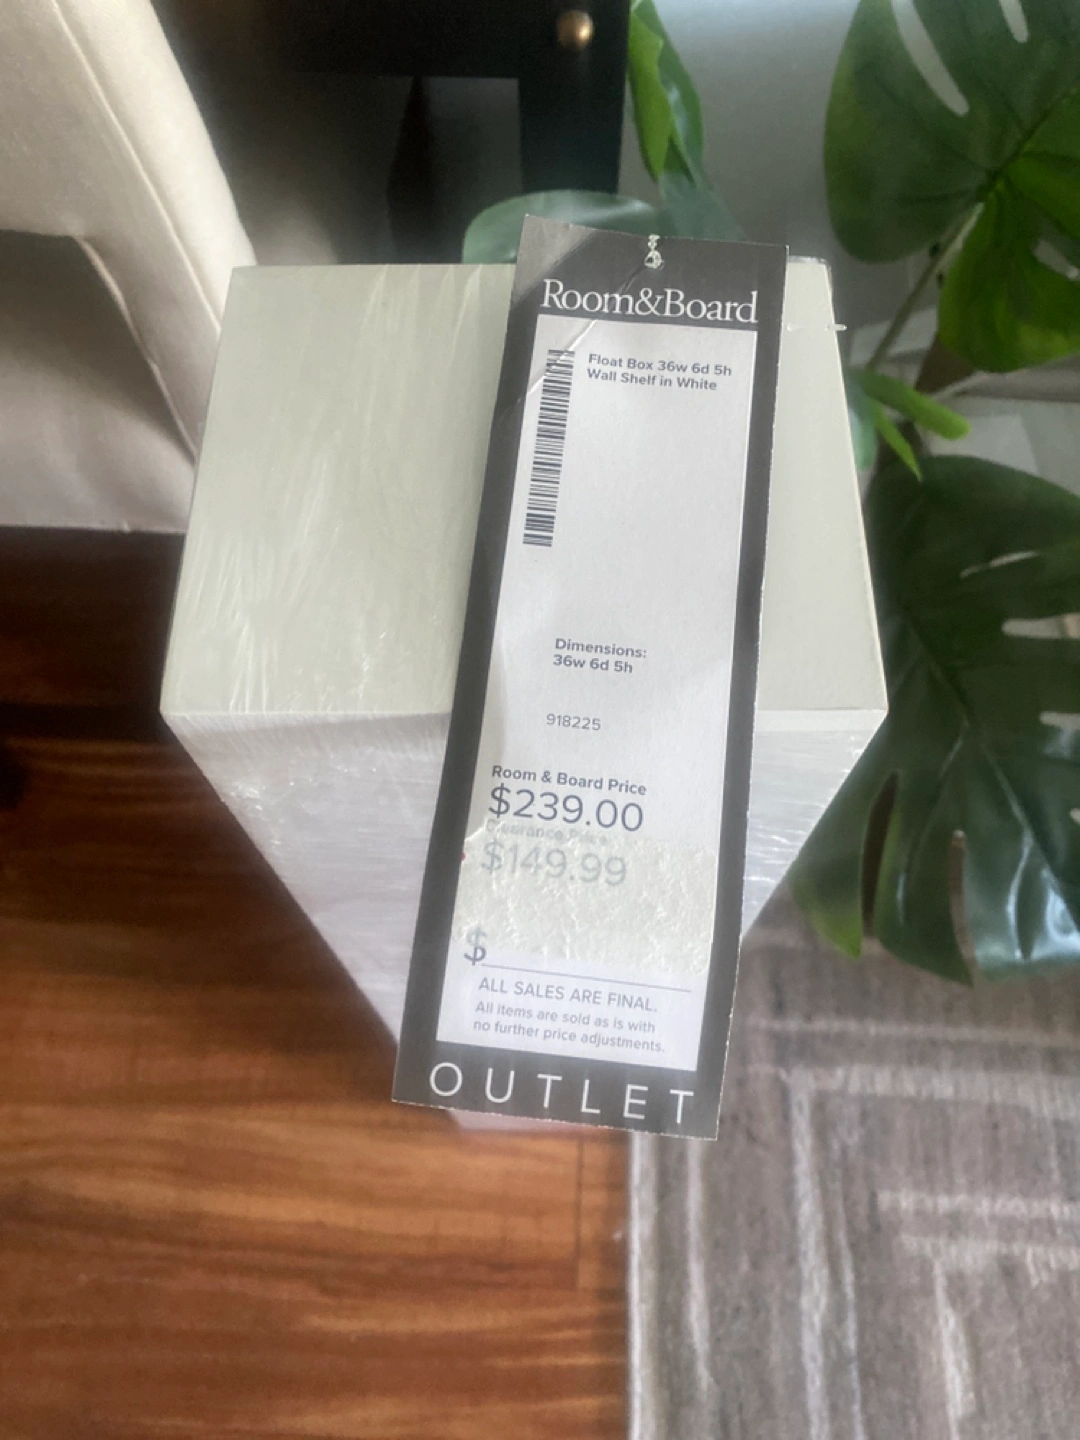 Room&Board
Float Box 36w 6d 5h
Wall Shelf in White
Dimensions:
36w 6d 5h
918225
Room & Board Price
$239.00
Clearance Price
$149.99
$
ALL SALES ARE FINAL.
All items are sold as is with
no further price adjustments.
OUTLET